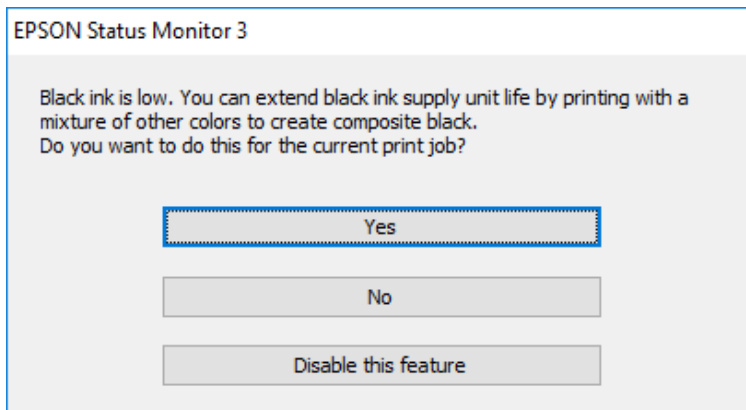 EPSON Status Monitor 3
Black ink is low. You can extend black ink supply unit life by printing with a
mixture of other colors to create composite black.
Do you want to do this for the current print job?
Yes
No
Disable this feature